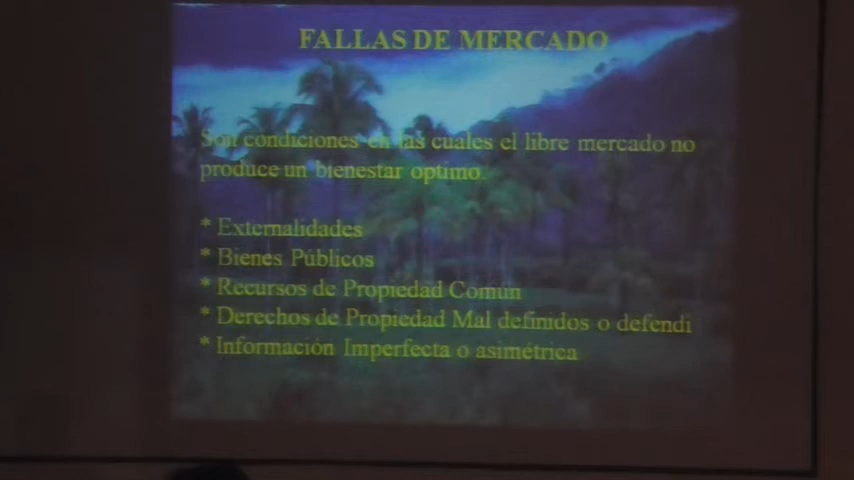 FALLAS DE MERCADO
Son condiciones en las cuales el libre mercado no
produce un bienestar optimo.
* Externalidades
* Bienes Públicos
* Recursos de Propiedad Común
* Derechos de Propiedad Mal definidos o defendi
* Información Imperfecta o asimétrica